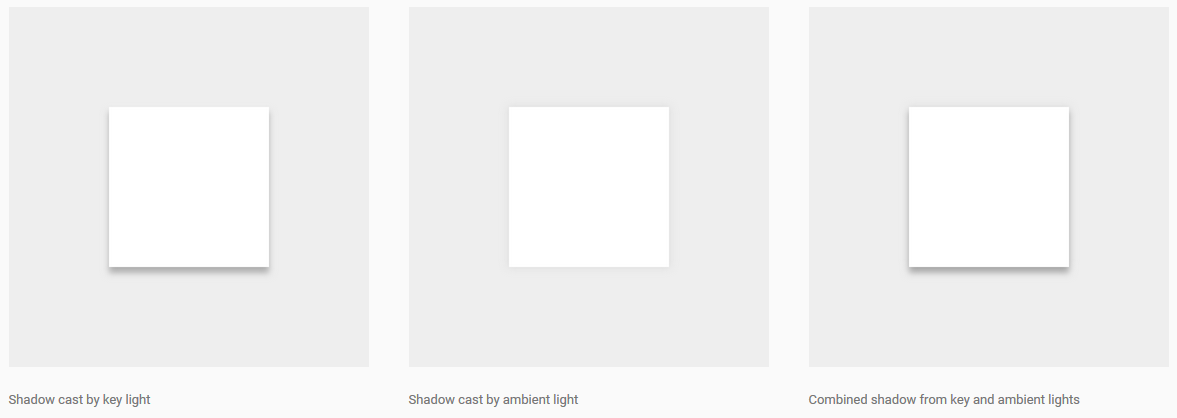 Shadow cast by key light
Shadow cast by ambient light
Combined shadow from key and ambient lights